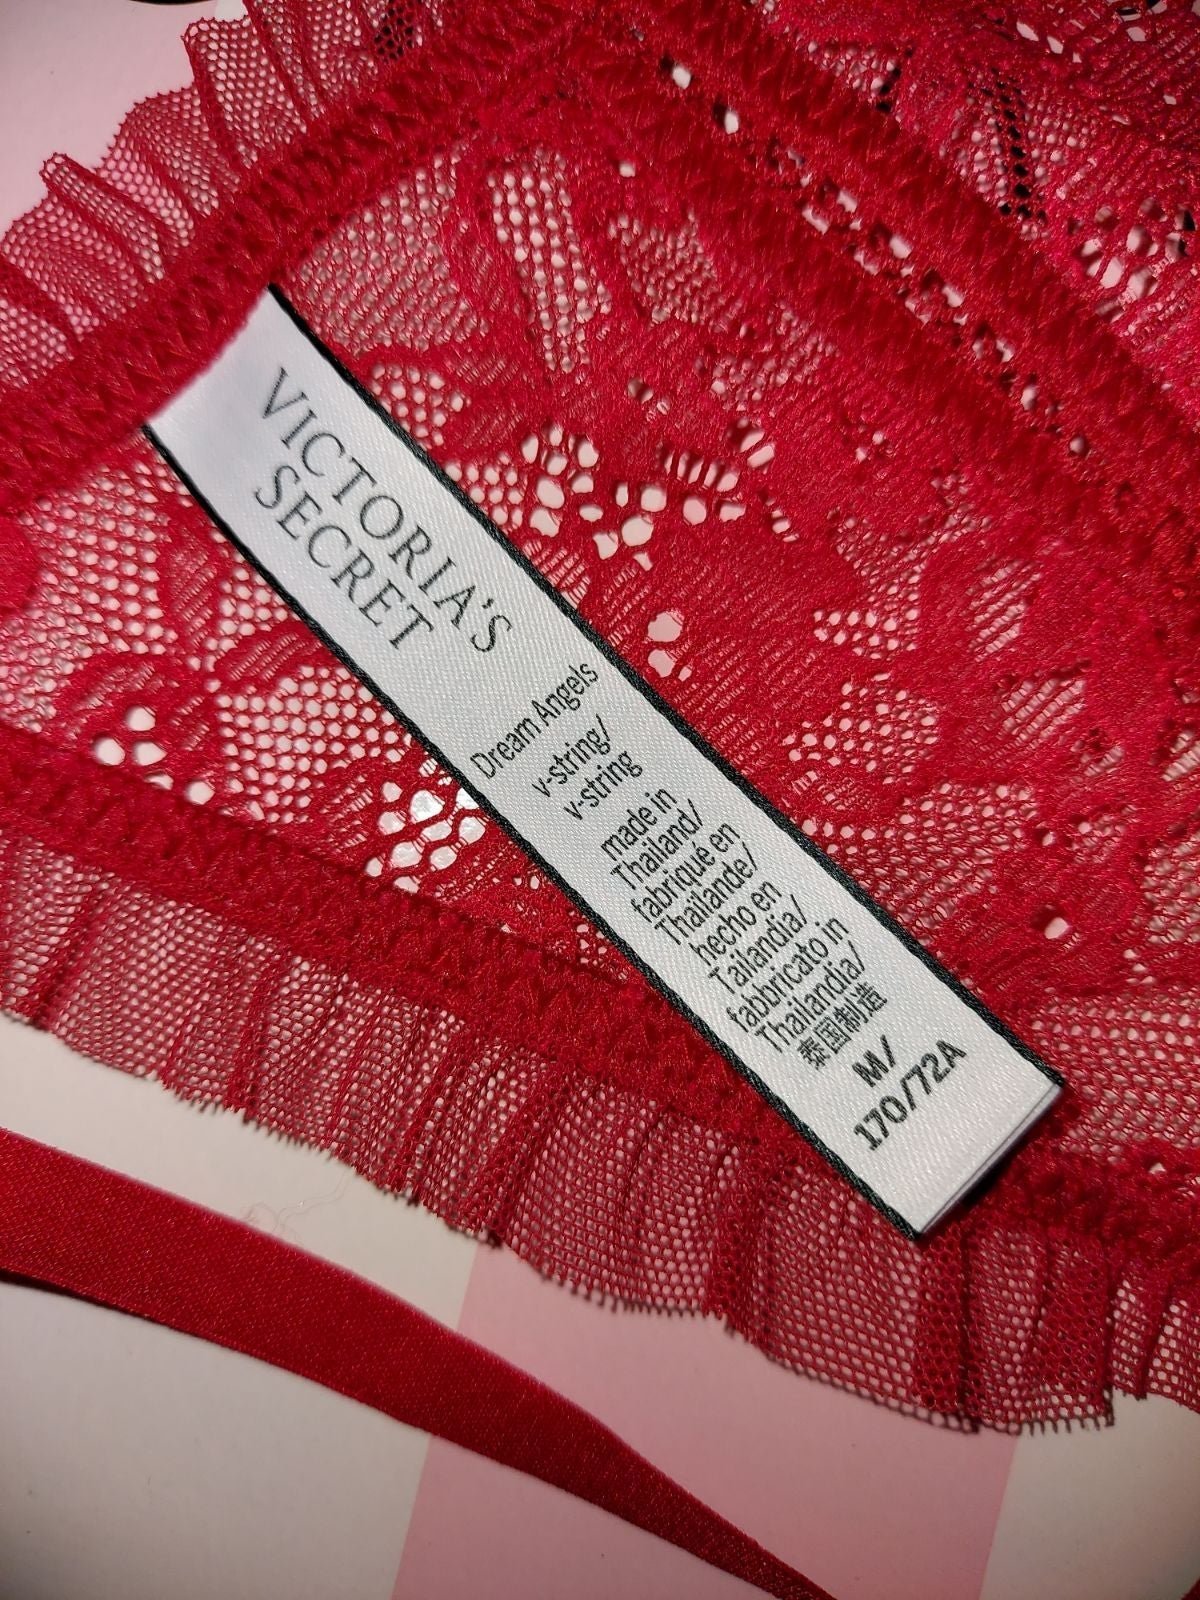 VICTORIA'S
SECRET
Dream Angels
v-string/
v-string
made in
Thailand/
fabriqué en
Thaïlande/
hecho en
Tailandia/
fabbricato in
Thailandia/
泰国制造
M/
170/72A